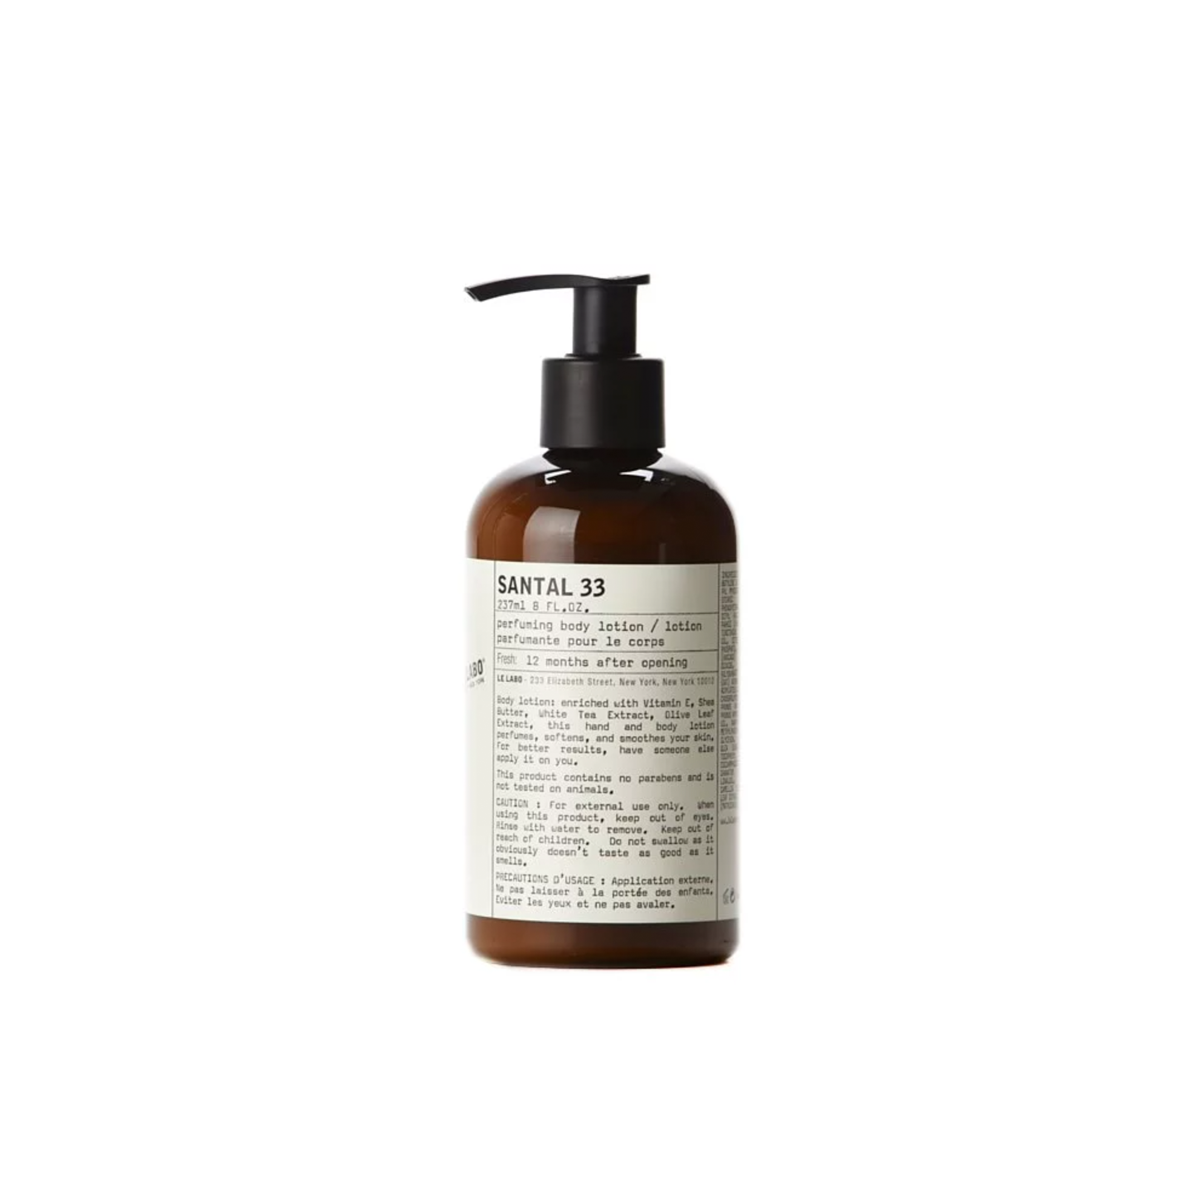 SANTAL 33
237ml 8 FL.OZ.
perfuming body lotion / lotion
parfumante pour le corps
Fresh: 12 months after opening
LE LABO - 233 Elizabeth Street, New York, New York 10012
Body lotion: enriched with Vitamin E, Shea
Butter, White Tea Extract, Olive Leaf
Extract, this hand and body lotion
perfumes, softens, and smoothes your skin.
For better results, have someone else
apply it on you.
This product contains no parabens and is
not tested on animals.
CAUTION : For external use only. When
using this product, keep out of eyes.
Rinse with water to remove. Keep out of
reach of children. Do not swallow as it
obviously doesn't taste as good as it
smells.
PRECAUTIONS D'USAGE : Application externe.
Ne pas laisser à la portée des enfants.
Eviter les yeux et ne pas avaler.
LABO